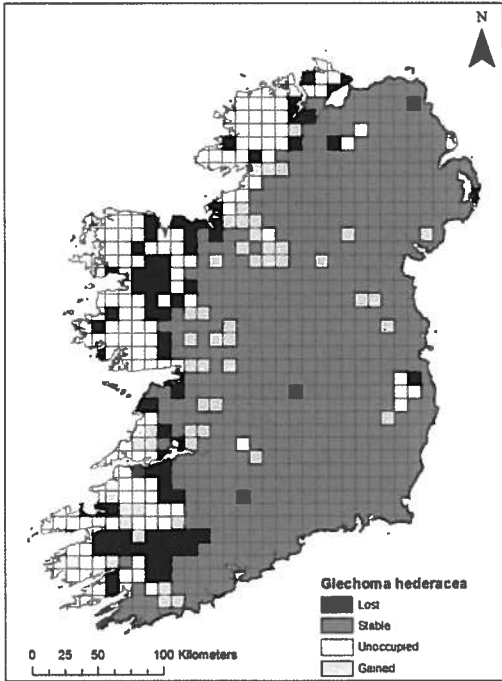 N
Glechoma hederacea
Lost
Stable
Unoccupied
Gained
0 25 50 100 Kilometers